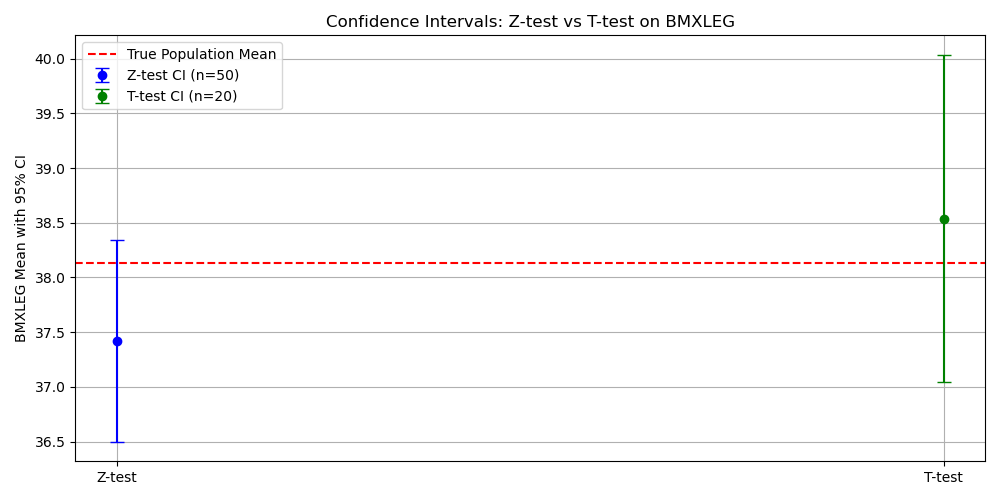 Confidence Intervals: Z-test vs T-test on BMXLEG
True Population Mean
Z-test CI (n=50)
T-test CI (n=20)
BMXLEG Mean with 95% CI
40.0
39.5
39.0
38.5
38.0
37.5
37.0
36.5
Z-test
T-test